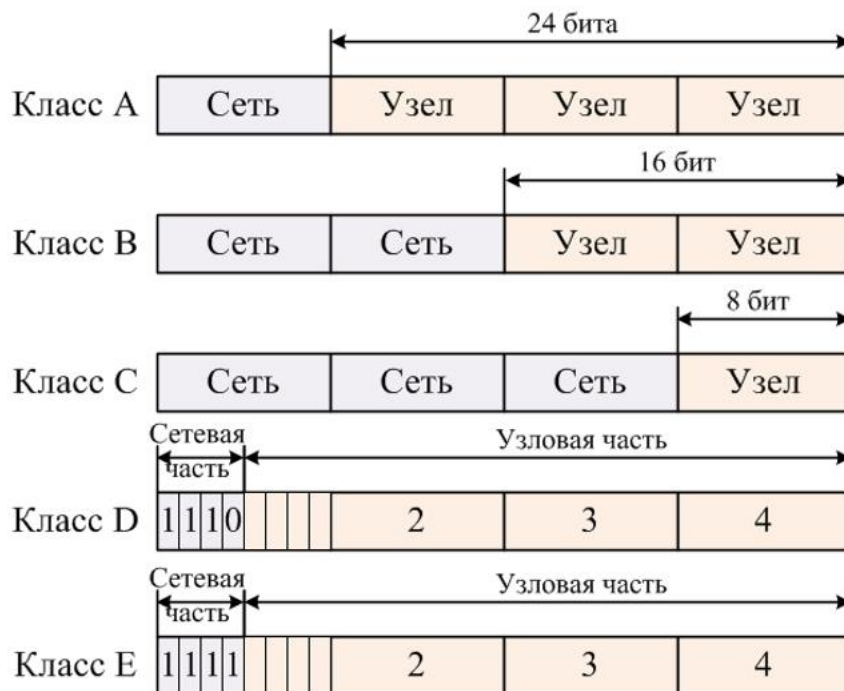 24 бита
Класс A Сеть Узел Узел Узел
16 бит
Класс B Сеть Сеть Узел Узел
8 бит
Класс C Сеть Сеть Сеть Узел
Сетевая часть Узловая часть
Класс D 1 1 1 0 2 3 4
Сетевая часть Узловая часть
Класс E 1 1 1 1 2 3 4